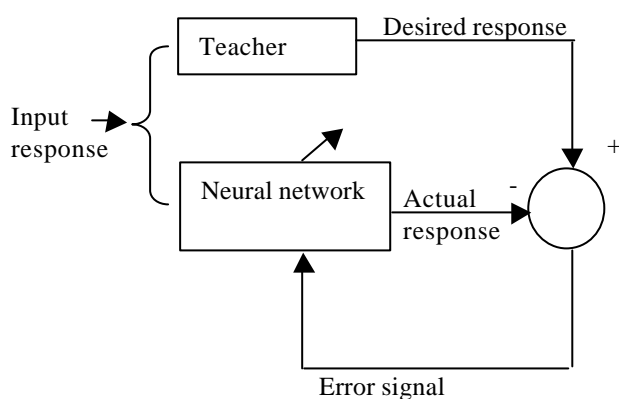 Teacher
Desired response
Input
response
+
Neural network
-
Actual
response
Error signal